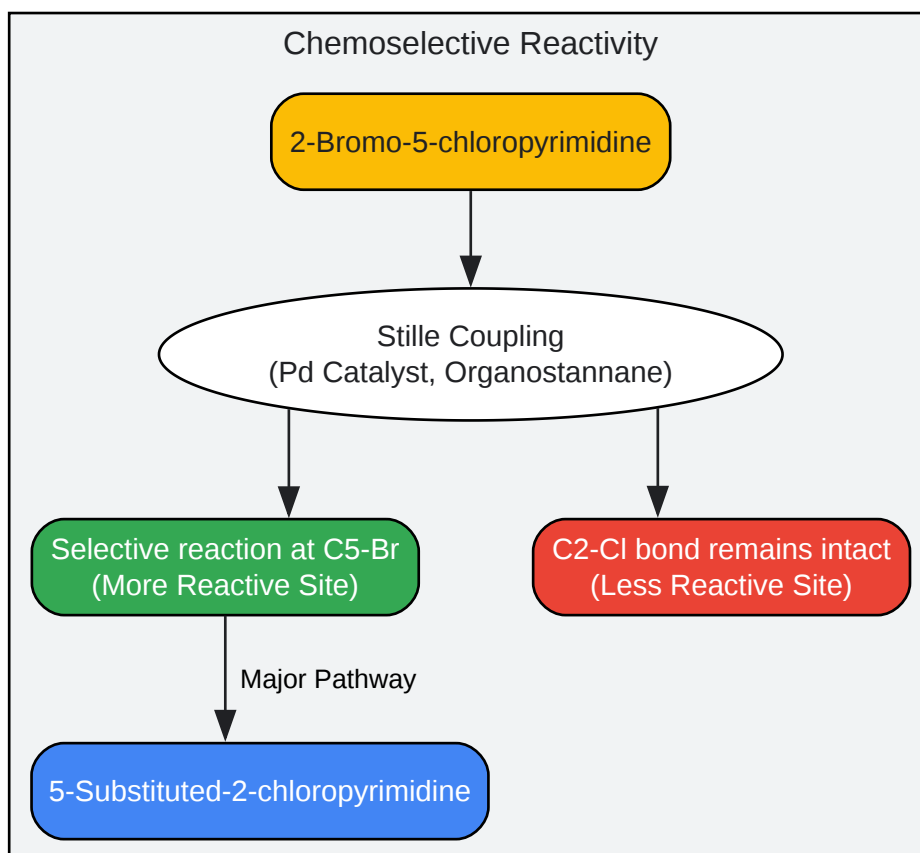 Chemoselective Reactivity
2-Bromo-5-chloropyrimidine
Stille Coupling
(Pd Catalyst, Organostannane)
Selective reaction at C5-Br
(More Reactive Site)
C2-Cl bond remains intact
(Less Reactive Site)
Major Pathway
5-Substituted-2-chloropyrimidine